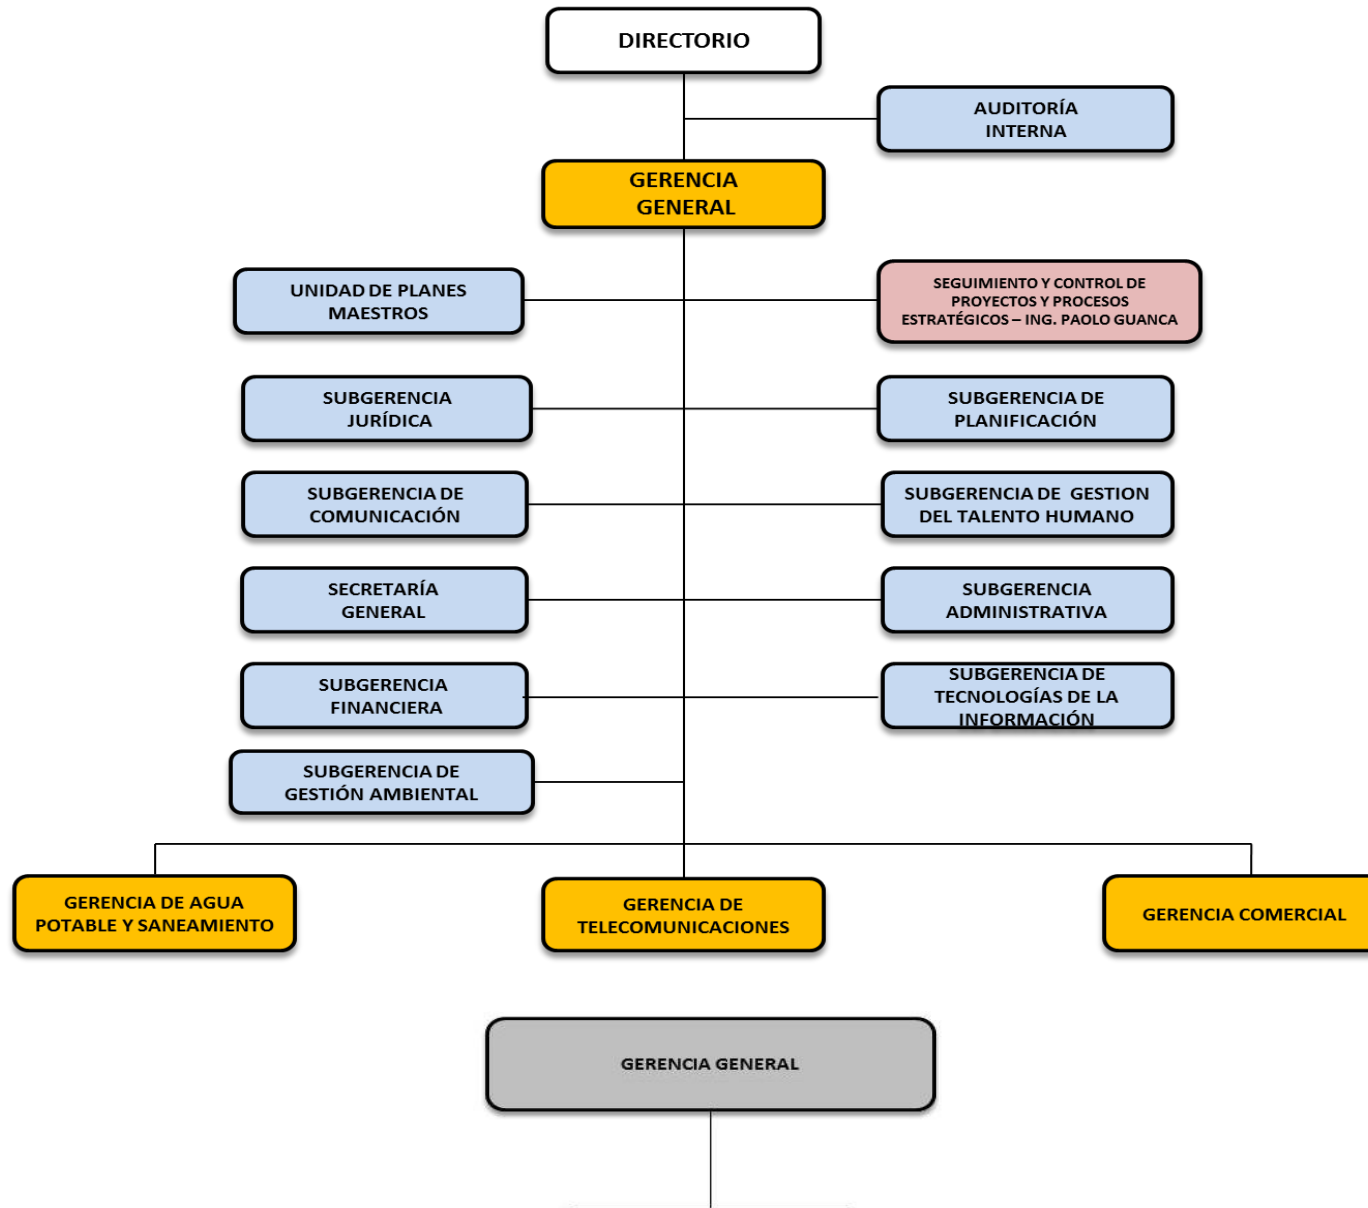 DIRECTORIO
AUDITORÍA
INTERNA
GERENCIA
GENERAL
UNIDAD DE PLANES
MAESTROS
SEGUIMIENTO Y CONTROL DE
PROYECTOS Y PROCESOS
ESTRATÉGICOS – ING. PAOLO GUANCA
SUBGERENCIA
JURÍDICA
SUBGERENCIA DE
PLANIFICACIÓN
SUBGERENCIA DE
COMUNICACIÓN
SUBGERENCIA DE GESTION
DEL TALENTO HUMANO
SECRETARÍA
GENERAL
SUBGERENCIA
ADMINISTRATIVA
SUBGERENCIA
FINANCIERA
SUBGERENCIA DE
TECNOLOGÍAS DE LA
INFORMACIÓN
SUBGERENCIA DE
GESTIÓN AMBIENTAL
GERENCIA DE AGUA
POTABLE Y SANEAMIENTO
GERENCIA DE
TELECOMUNICACIONES
GERENCIA COMERCIAL
GERENCIA GENERAL